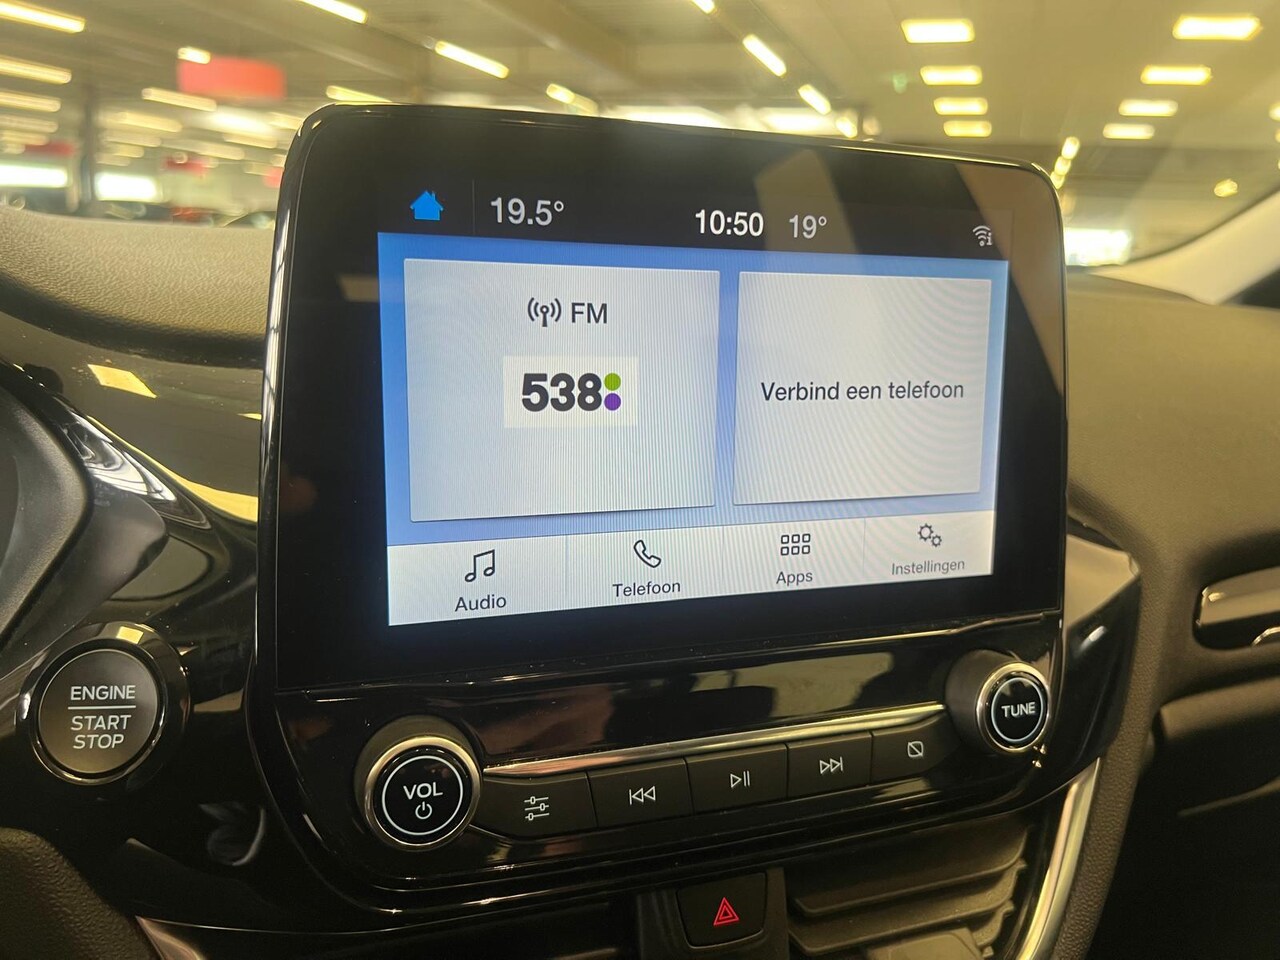 19.5°
10:50
19°
FM
538
Verbind een telefoon
Audio
Telefoon
Apps
Instellingen
ENGINE
START
STOP
VOL
TUNE